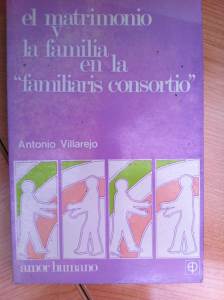 el matrimonio
y
la familia
en la
"familiaris consortio"
Antonio Villarejo
amor humano